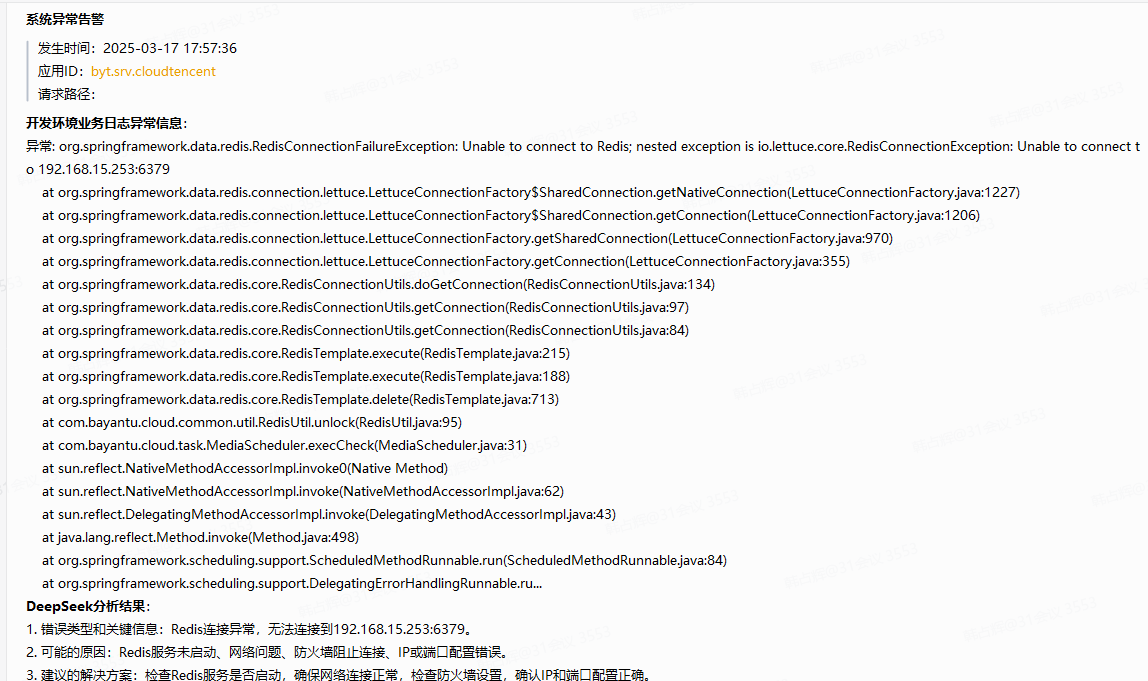 系统异常告警
发生时间：2025-03-17 17:57:36
应用ID：byt.srv.cloudtencent
请求路径：
开发环境业务日志异常信息：
异常: org.springframework.data.redis.RedisConnectionFailureException: Unable to connect to Redis; nested exception is io.lettuce.core.RedisConnectionException: Unable to connect t
o 192.168.15.253:6379
at org.springframework.data.redis.connection.lettuce.LettuceConnectionFactory$SharedConnection.getNativeConnection(LettuceConnectionFactory.java:1227)
at org.springframework.data.redis.connection.lettuce.LettuceConnectionFactory$SharedConnection.getConnection(LettuceConnectionFactory.java:1206)
at org.springframework.data.redis.connection.lettuce.LettuceConnectionFactory.getSharedConnection(LettuceConnectionFactory.java:970)
at org.springframework.data.redis.connection.lettuce.LettuceConnectionFactory.getConnection(LettuceConnectionFactory.java:355)
at org.springframework.data.redis.core.RedisConnectionUtils.doGetConnection(RedisConnectionUtils.java:134)
at org.springframework.data.redis.core.RedisConnectionUtils.getConnection(RedisConnectionUtils.java:97)
at org.springframework.data.redis.core.RedisConnectionUtils.getConnection(RedisConnectionUtils.java:84)
at org.springframework.data.redis.core.RedisTemplate.execute(RedisTemplate.java:215)
at org.springframework.data.redis.core.RedisTemplate.execute(RedisTemplate.java:188)
at org.springframework.data.redis.core.RedisTemplate.delete(RedisTemplate.java:713)
at com.bayantu.cloud.common.util.RedisUtil.unlock(RedisUtil.java:95)
at com.bayantu.cloud.task.MediaScheduler.execCheck(MediaScheduler.java:31)
at sun.reflect.NativeMethodAccessorImpl.invoke0(Native Method)
at sun.reflect.NativeMethodAccessorImpl.invoke(NativeMethodAccessorImpl.java:62)
at sun.reflect.DelegatingMethodAccessorImpl.invoke(DelegatingMethodAccessorImpl.java:43)
at java.lang.reflect.Method.invoke(Method.java:498)
at org.springframework.scheduling.support.ScheduledMethodRunnable.run(ScheduledMethodRunnable.java:84)
at org.springframework.scheduling.support.DelegatingErrorHandlingRunnable.ru...
DeepSeek分析结果：
1. 错误类型和关键信息：Redis连接异常，无法连接到192.168.15.253:6379。
2. 可能的原因：Redis服务未启动、网络问题、防火墙阻止连接、IP或端口配置错误。
3. 建议的解决方案：检查Redis服务是否启动，确保网络连接正常，检查防火墙设置，确认IP和端口配置正确。